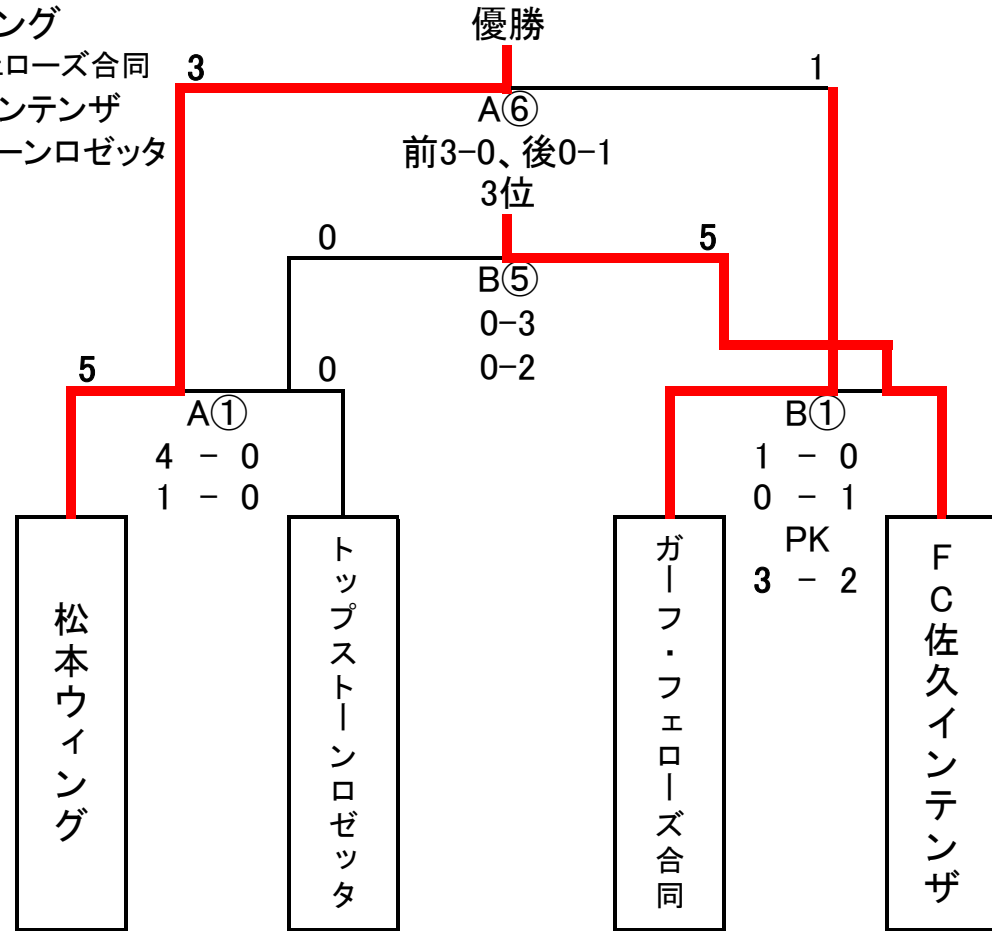 ング
ェローズ合同
ンテンザ
ーンロゼッタ
優勝
3
1
A⑥
前3-0、後0-1
3位
0
5
B⑤
0-3
0-2
5
0
A①
4 - 0
1 - 0
B①
1 - 0
0 - 1
PK
3 - 2
松本ウィング
トップストーンロゼッタ
ガーフ・フェローズ合同
FC佐久インテンザ